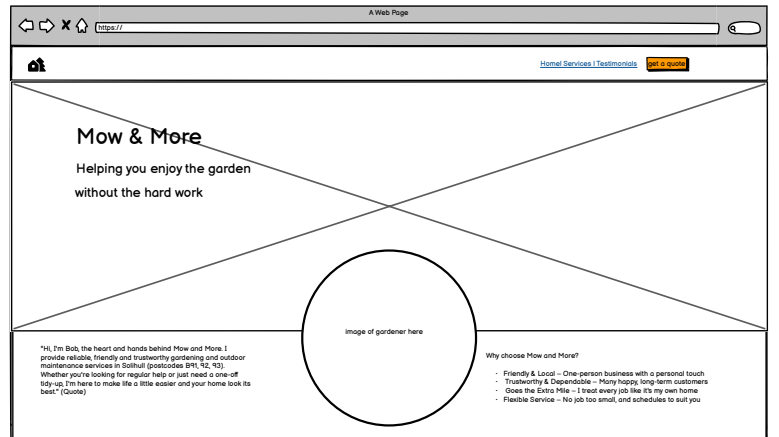 A Web Page
https://
Home| Services | Testimonials
get a quote
Mow & More
Helping you enjoy the garden
without the hard work
image of gardener here
"Hi, I'm Bob, the heart and hands behind Mow and More. I
provide reliable, friendly and trustworthy gardening and outdoor
maintenance services in Solihull (postcodes B91, 92, 93).
Whether you're looking for regular help or just need a one-off
tidy-up, I'm here to make life a little easier and your home look its
best." (Quote)
Why choose Mow and More?
- Friendly & Local – One-person business with a personal touch
- Trustworthy & Dependable – Many happy, long-term customers
- Goes the Extra Mile – I treat every job like it's my own home
- Flexible Service – No job too small, and schedules to suit you